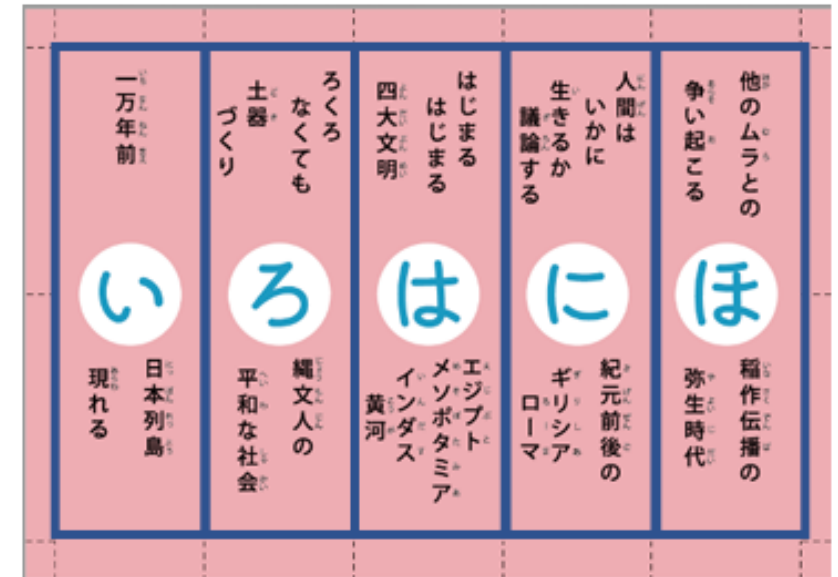 一万年前
い
日本列島
現れる
ろくろ
なくても
土器
づくり
ろ
縄文人の
平和な社会
はじまる
はじまる
四大文明
は
エジプト
メソポタミア
インダス
黄河
人間は
いかに
生きるか
議論する
に
紀元前後の
ギリシア
ローマ
他のムラとの
争い起こる
ほ
稲作伝播の
弥生時代